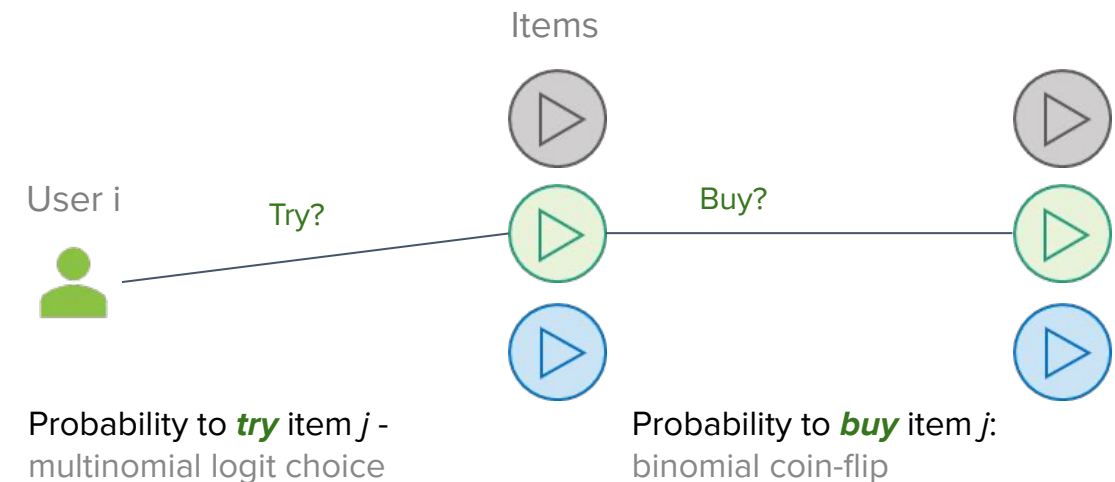 Items
User i
Try?
Buy?
Probability to try item j -
multinomial logit choice
Probability to buy item j:
binomial coin-flip